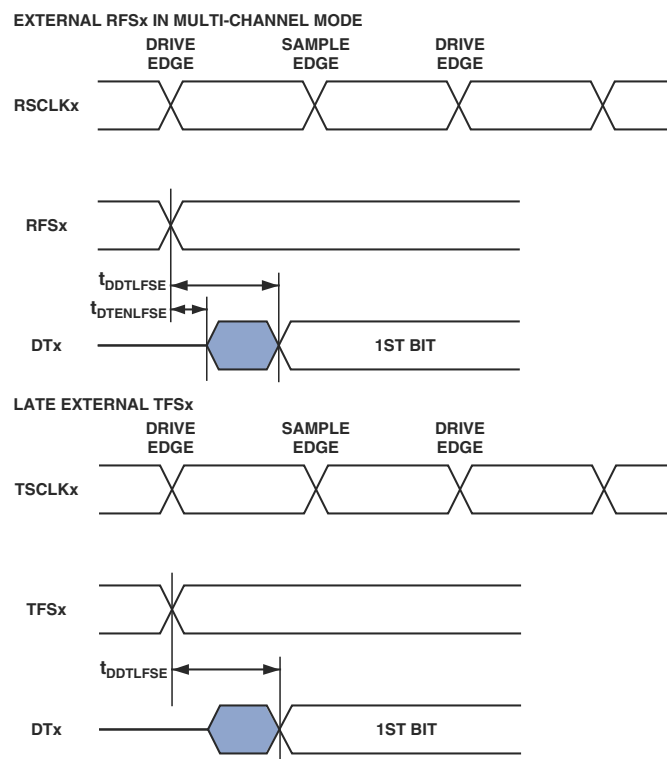 EXTERNAL RFSx IN MULTI-CHANNEL MODE
DRIVE EDGE
SAMPLE EDGE
DRIVE EDGE
RSCLKx
RFSx
tDDTLFSE
tDTENLFSE
DTx
1ST BIT
LATE EXTERNAL TFSx
DRIVE EDGE
SAMPLE EDGE
DRIVE EDGE
TSCLKx
TFSx
tDDTLFSE
DTx
1ST BIT